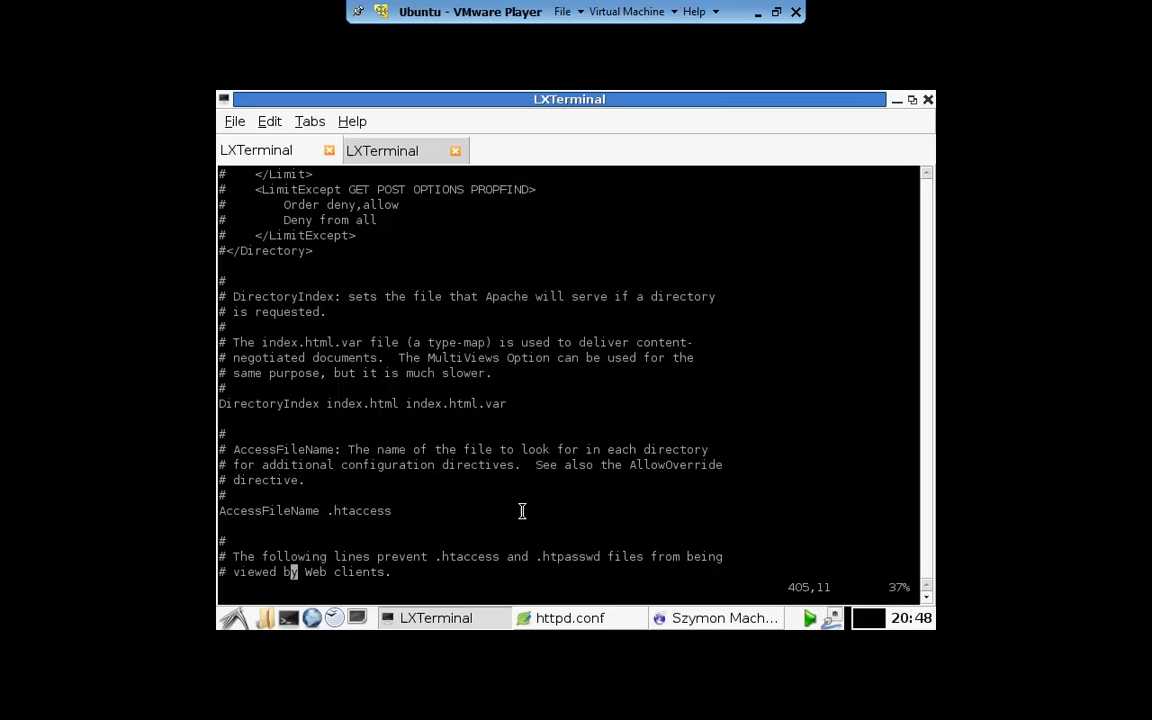 Ubuntu - VMware Player File Virtual Machine Help
LXTerminal
File Edit Tabs Help
LXTerminal LXTerminal
# </Limit>
# <LimitExcept GET POST OPTIONS PROPFIND>
# Order deny,allow
# Deny from all
# </LimitExcept>
#</Directory>
#
# DirectoryIndex: sets the file that Apache will serve if a directory
# is requested.
#
# The index.html.var file (a type-map) is used to deliver content-
# negotiated documents. The MultiViews Option can be used for the
# same purpose, but it is much slower.
#
DirectoryIndex index.html index.html.var
#
# AccessFileName: The name of the file to look for in each directory
# for additional configuration directives. See also the AllowOverride
# directive.
#
AccessFileName .htaccess
#
# The following lines prevent .htaccess and .htpasswd files from being
# viewed by Web clients.
405,11 37%
LXTerminal httpd.conf Szymon Mach... 20:48